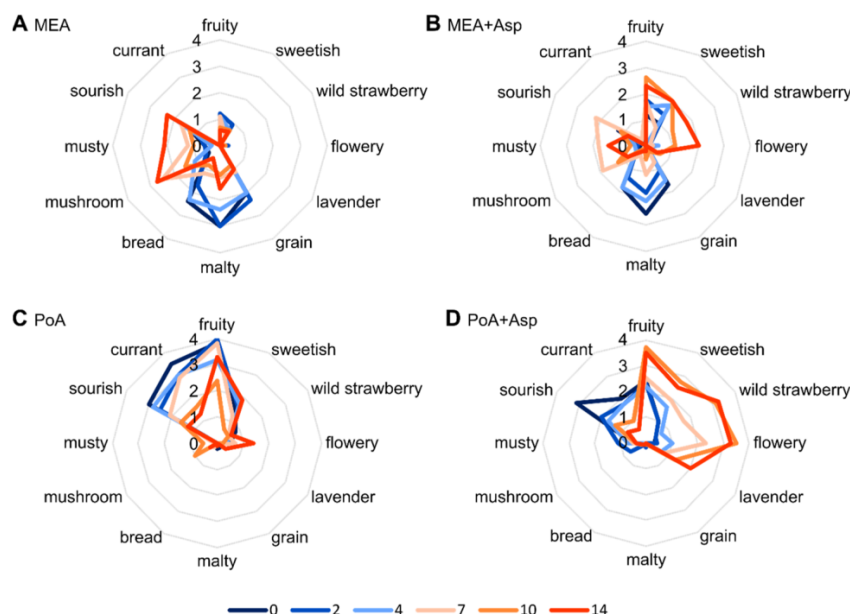 A MEA
fruity
sweetish
wild strawberry
flowery
lavender
grain
malty
bread
mushroom
musty
sourish
currant
4
3
2
1
0
B MEA+Asp
fruity
sweetish
wild strawberry
flowery
lavender
grain
malty
bread
mushroom
musty
sourish
currant
4
3
2
1
0
C PoA
fruity
sweetish
wild strawberry
flowery
lavender
grain
malty
bread
mushroom
musty
sourish
currant
4
3
2
1
0
D PoA+Asp
fruity
sweetish
wild strawberry
flowery
lavender
grain
malty
bread
mushroom
musty
sourish
currant
4
3
2
1
0
0 2 4 7 10 14